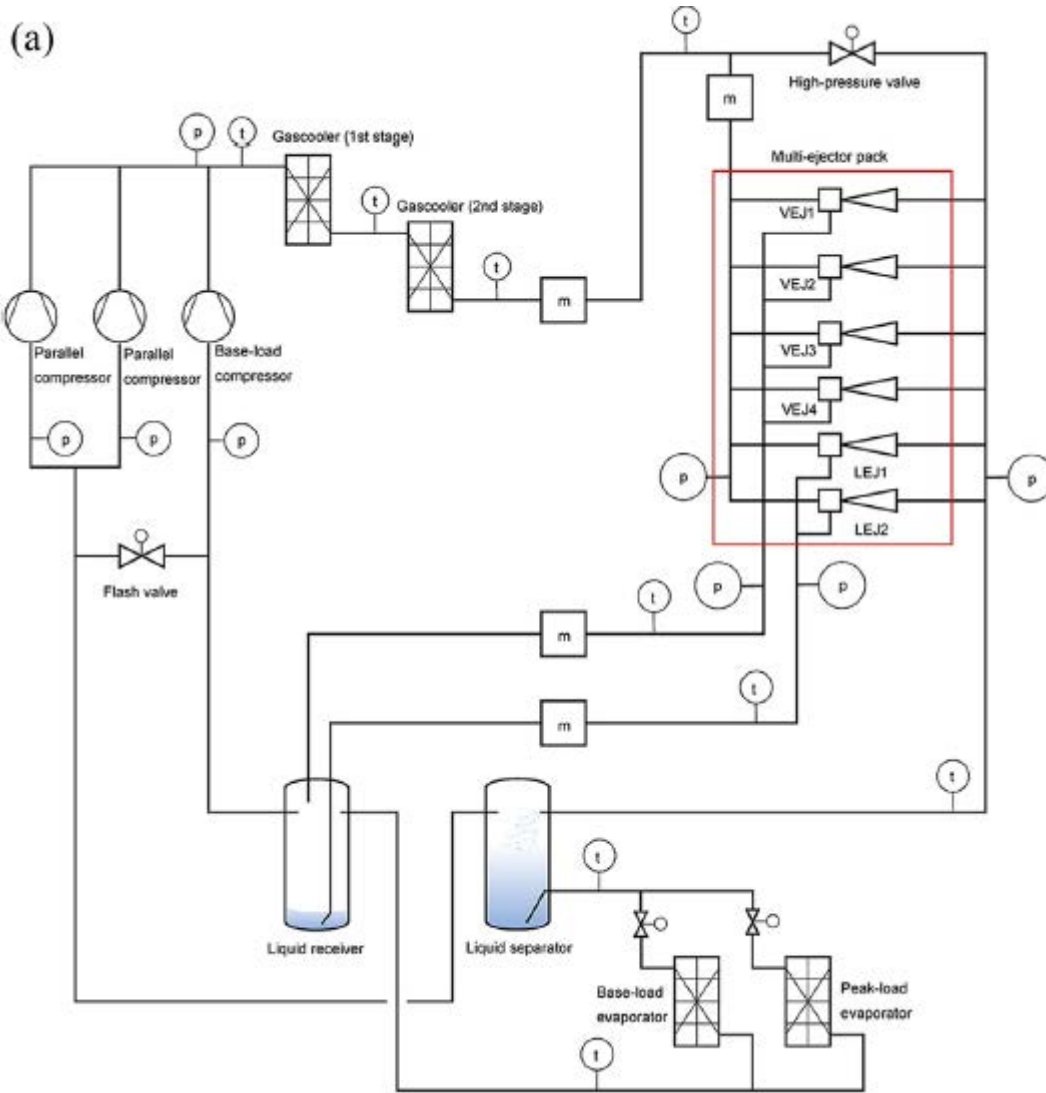 (a)
t
High-pressure valve
m
p
t
Gascooler (1st stage)
Multi-ejector pack
t
Gascooler (2nd stage)
VEJ1
t
m
VEJ2
Parallel
compressor
Parallel
compressor
Base-load
compressor
VEJ3
VEJ4
p
p
p
LEJ1
p
p
LEJ2
Flash valve
p
p
m
t
m
t
t
t
Liquid receiver
Liquid separator
Base-load
evaporator
Peak-load
evaporator
t